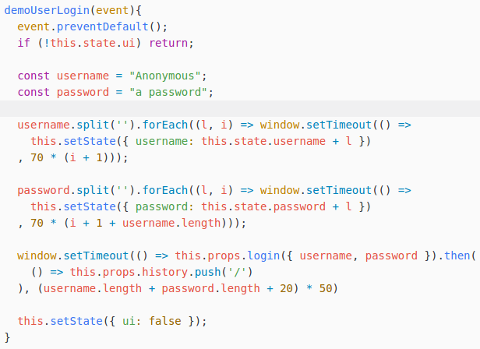 demoUserLogin(event){
  event.preventDefault();
  if (!this.state.ui) return;

  const username = "Anonymous";
  const password = "a password";

  username.split('').forEach((l, i) => window.setTimeout(() =>
    this.setState({ username: this.state.username + l })
  , 70 * (i + 1)));

  password.split('').forEach((l, i) => window.setTimeout(() =>
    this.setState({ password: this.state.password + l })
  , 70 * (i + 1 + username.length)));

  window.setTimeout(() => this.props.login({ username, password }).then(
    () => this.props.history.push('/')
  ), (username.length + password.length + 20) * 50)

  this.setState({ ui: false });
}